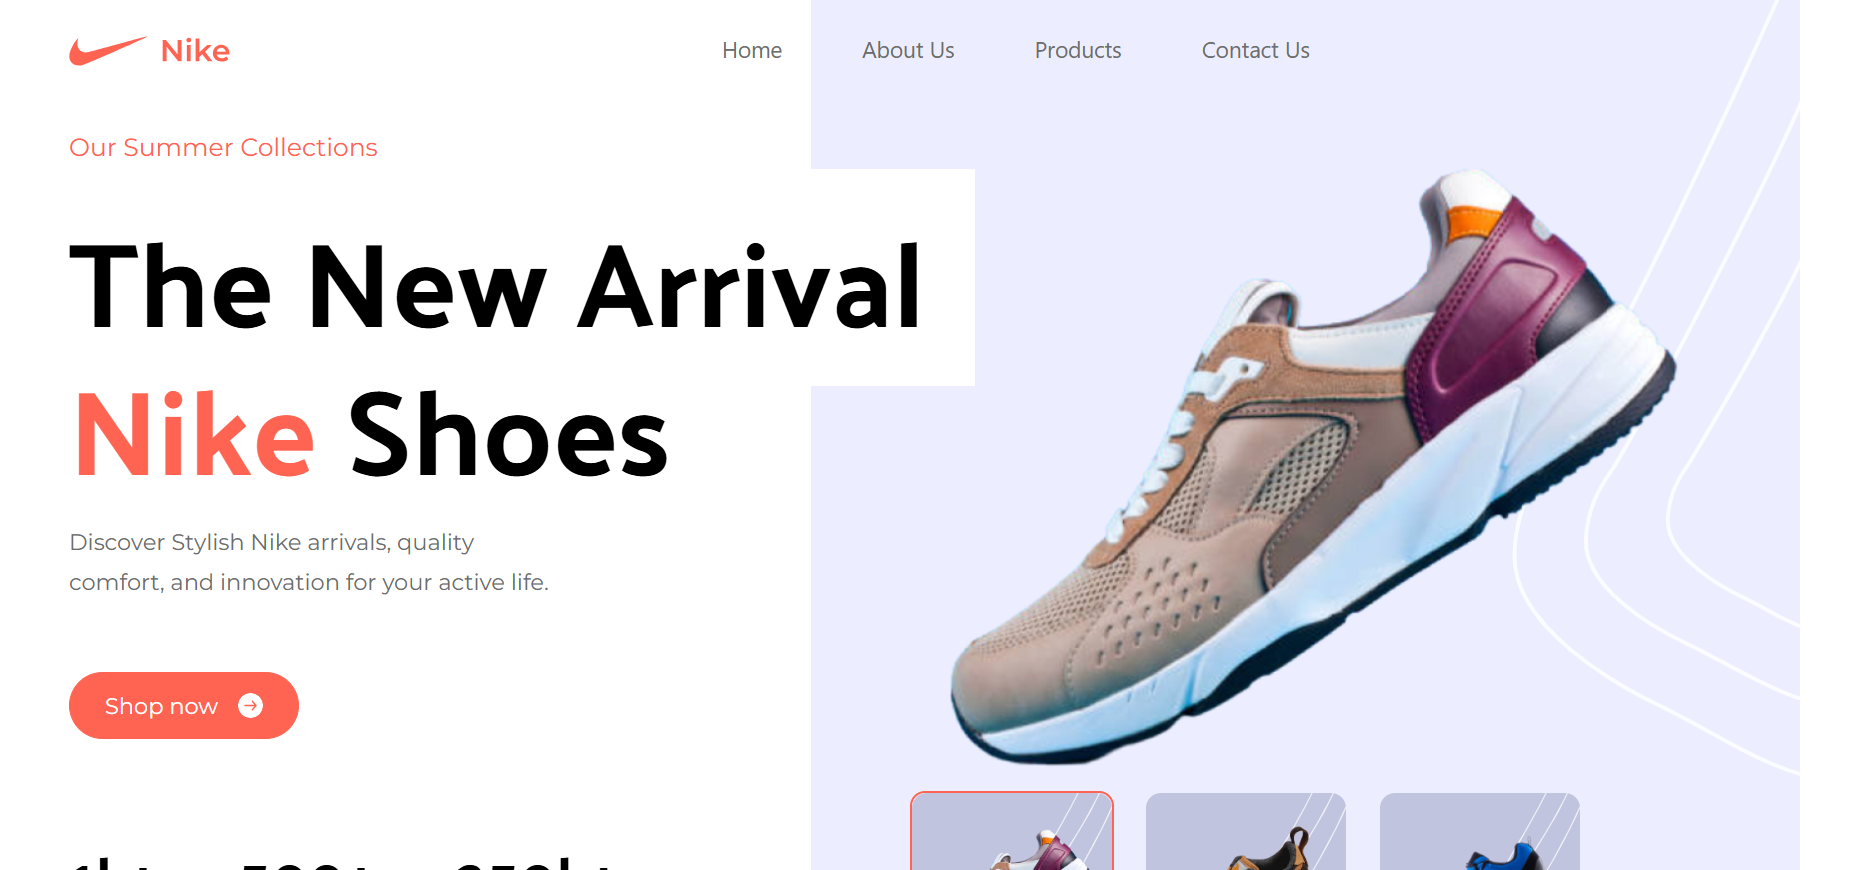 Nike
Home About Us Products Contact Us
Our Summer Collections
The New Arrival
Nike Shoes
Discover Stylish Nike arrivals, quality
comfort, and innovation for your active life.
Shop now